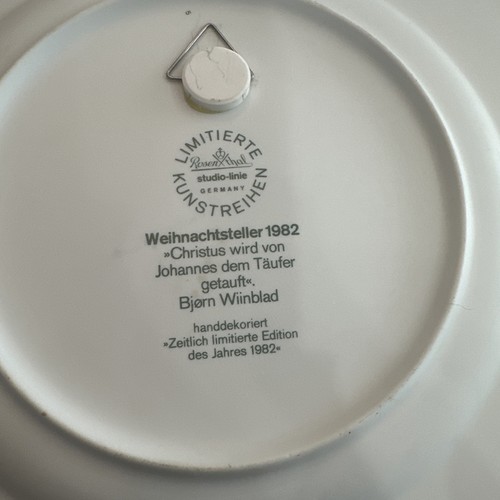 LIMITIERTE
Rosenthal
studio-linie
GERMANY
KUNSTREIHEN
Weihnachtsteller 1982
»Christus wird von
Johannes dem Täufer
getauft«.
Bjørn Wiinblad
handdekoriert
»Zeitlich limitierte Edition
des Jahres 1982«